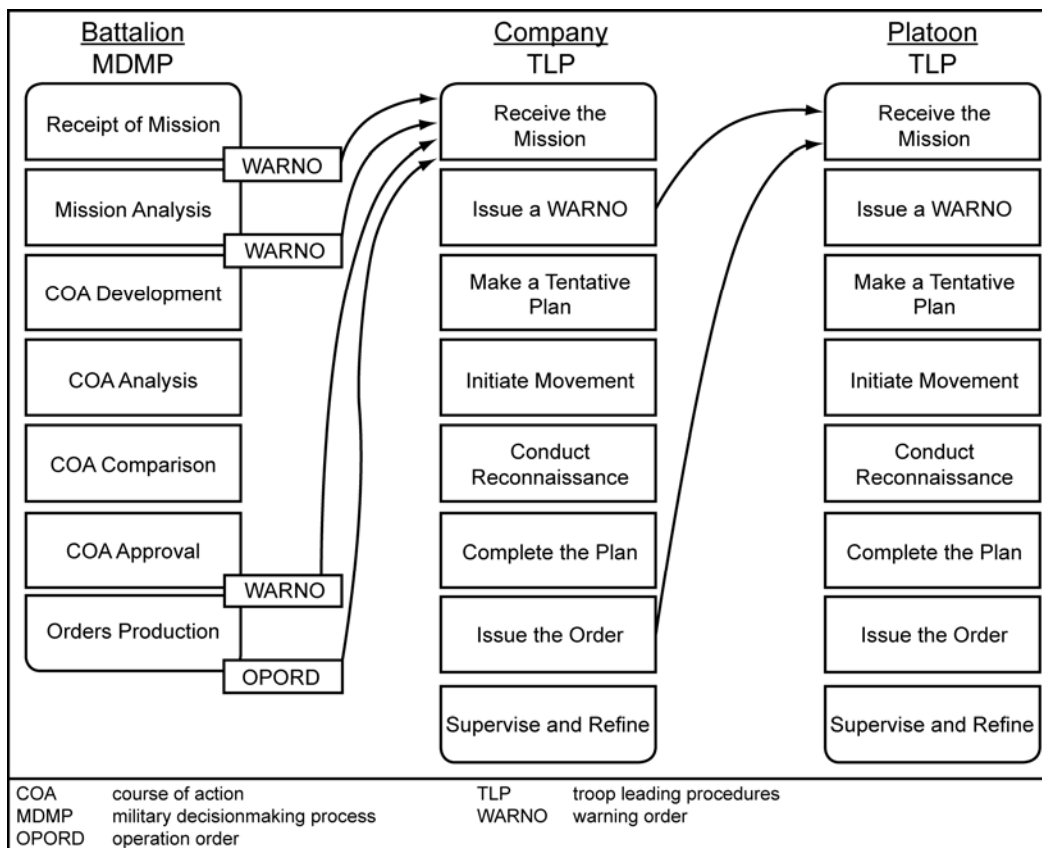 Battalion
MDMP
Receipt of Mission
WARNO
Mission Analysis
WARNO
COA Development
COA Analysis
COA Comparison
COA Approval
WARNO
Orders Production
OPORD
Company
TLP
Receive the
Mission
Issue a WARNO
Make a Tentative
Plan
Initiate Movement
Conduct
Reconnaissance
Complete the Plan
Issue the Order
Supervise and Refine
Platoon
TLP
Receive the
Mission
Issue a WARNO
Make a Tentative
Plan
Initiate Movement
Conduct
Reconnaissance
Complete the Plan
Issue the Order
Supervise and Refine
COA course of action
MDMP military decisionmaking process
OPORD operation order
TLP troop leading procedures
WARNO warning order